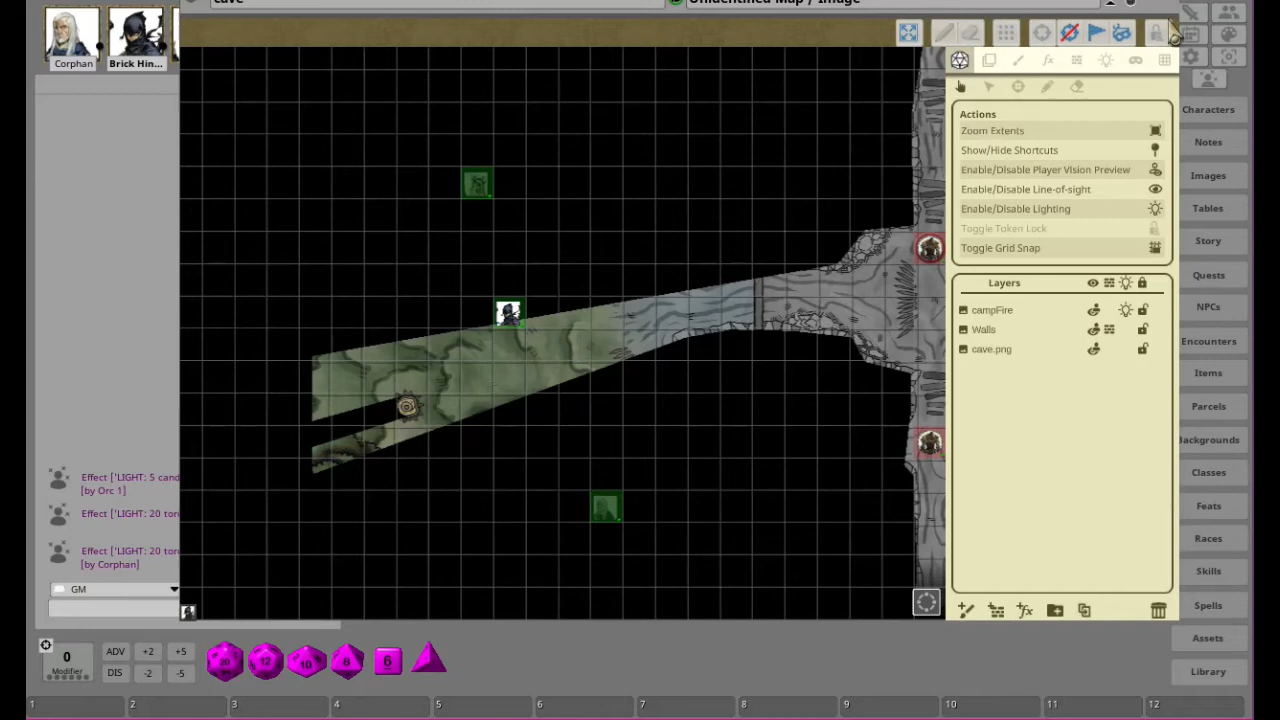 cave
Unidentified Map / Image
Corphan
Brick Hin...
Actions
Zoom Extents
Show/Hide Shortcuts
Enable/Disable Player Vision Preview
Enable/Disable Line-of-sight
Enable/Disable Lighting
Toggle Token Lock
Toggle Grid Snap
Layers
campFire
Walls
cave.png
Characters
Notes
Images
Tables
Story
Quests
NPCs
Encounters
Items
Parcels
Backgrounds
Classes
Feats
Races
Skills
Spells
Assets
Library
Effect ['LIGHT: 5 cand
[by Orc 1]
Effect ['LIGHT: 20 tor
Effect ['LIGHT: 20 tor
[by Corphan]
GM
0
Modifier
ADV +2 +5
DIS -2 -5
20 12 10 8 6
1 2 3 4 5 6 7 8 9 10 11 12